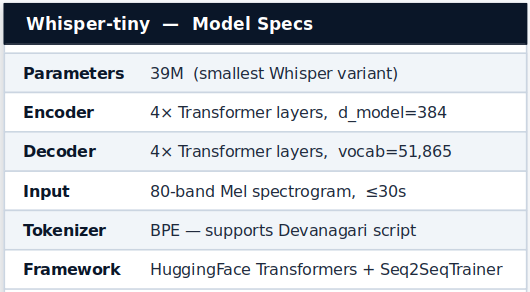 Whisper-tiny — Model Specs
Parameters 39M (smallest Whisper variant)
Encoder 4× Transformer layers, d_model=384
Decoder 4× Transformer layers, vocab=51,865
Input 80-band Mel spectrogram, ≤30s
Tokenizer BPE — supports Devanagari script
Framework HuggingFace Transformers + Seq2SeqTrainer